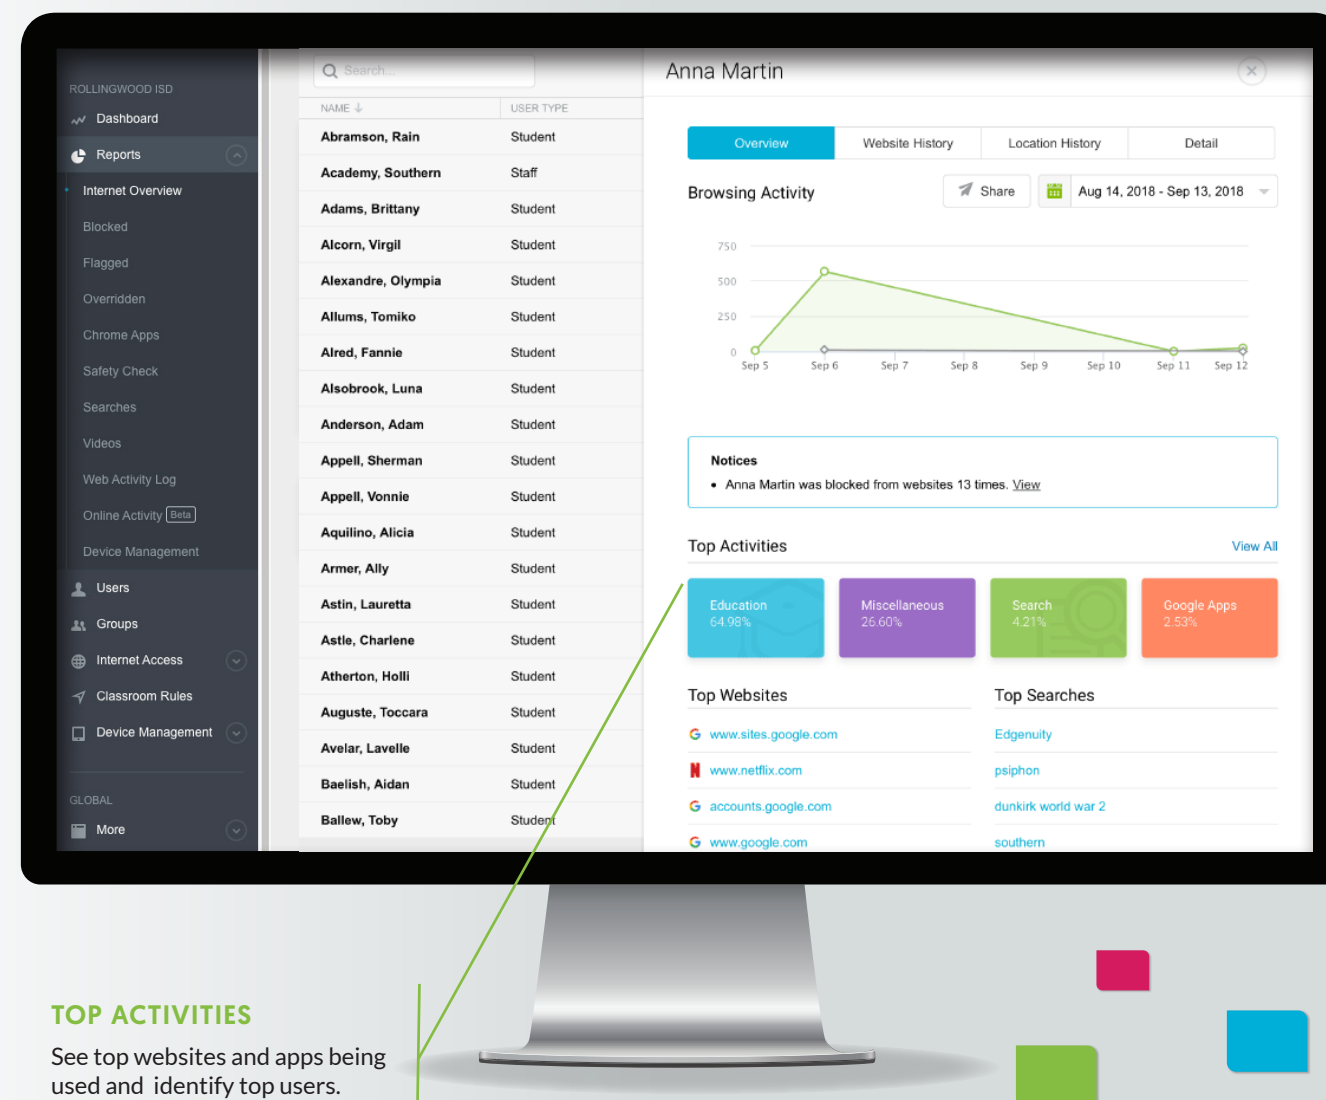 ROLLINGWOOD ISD
Dashboard
Reports
Internet Overview
Blocked
Flagged
Overridden
Chrome Apps
Safety Check
Searches
Videos
Web Activity Log
Online Activity Beta
Device Management
Users
Groups
Internet Access
Classroom Rules
Device Management
GLOBAL
More
Search...
NAME USER TYPE
Abramson, Rain Student
Academy, Southern Staff
Adams, Brittany Student
Alcorn, Virgil Student
Alexandre, Olympia Student
Allums, Tomiko Student
Alred, Fannie Student
Alsobrook, Luna Student
Anderson, Adam Student
Appell, Sherman Student
Appell, Vonnie Student
Aquilino, Alicia Student
Armer, Ally Student
Astin, Lauretta Student
Astle, Charlene Student
Atherton, Holli Student
Auguste, Toccara Student
Avelar, Lavelle Student
Baelish, Aidan Student
Ballew, Toby Student
Anna Martin
Overview Website History Location History Detail
Browsing Activity Share Aug 14, 2018 - Sep 13, 2018
750
500
250
0
Sep 5 Sep 6 Sep 7 Sep 8 Sep 9 Sep 10 Sep 11 Sep 12
Notices
• Anna Martin was blocked from websites 13 times. View
Top Activities View All
Education Miscellaneous Search Google Apps
64.98% 26.60% 4.21% 2.53%
Top Websites Top Searches
www.sites.google.com Edgenuity
www.netflix.com psiphon
accounts.google.com dunkirk world war 2
www.google.com southern
TOP ACTIVITIES
See top websites and apps being
used and identify top users.